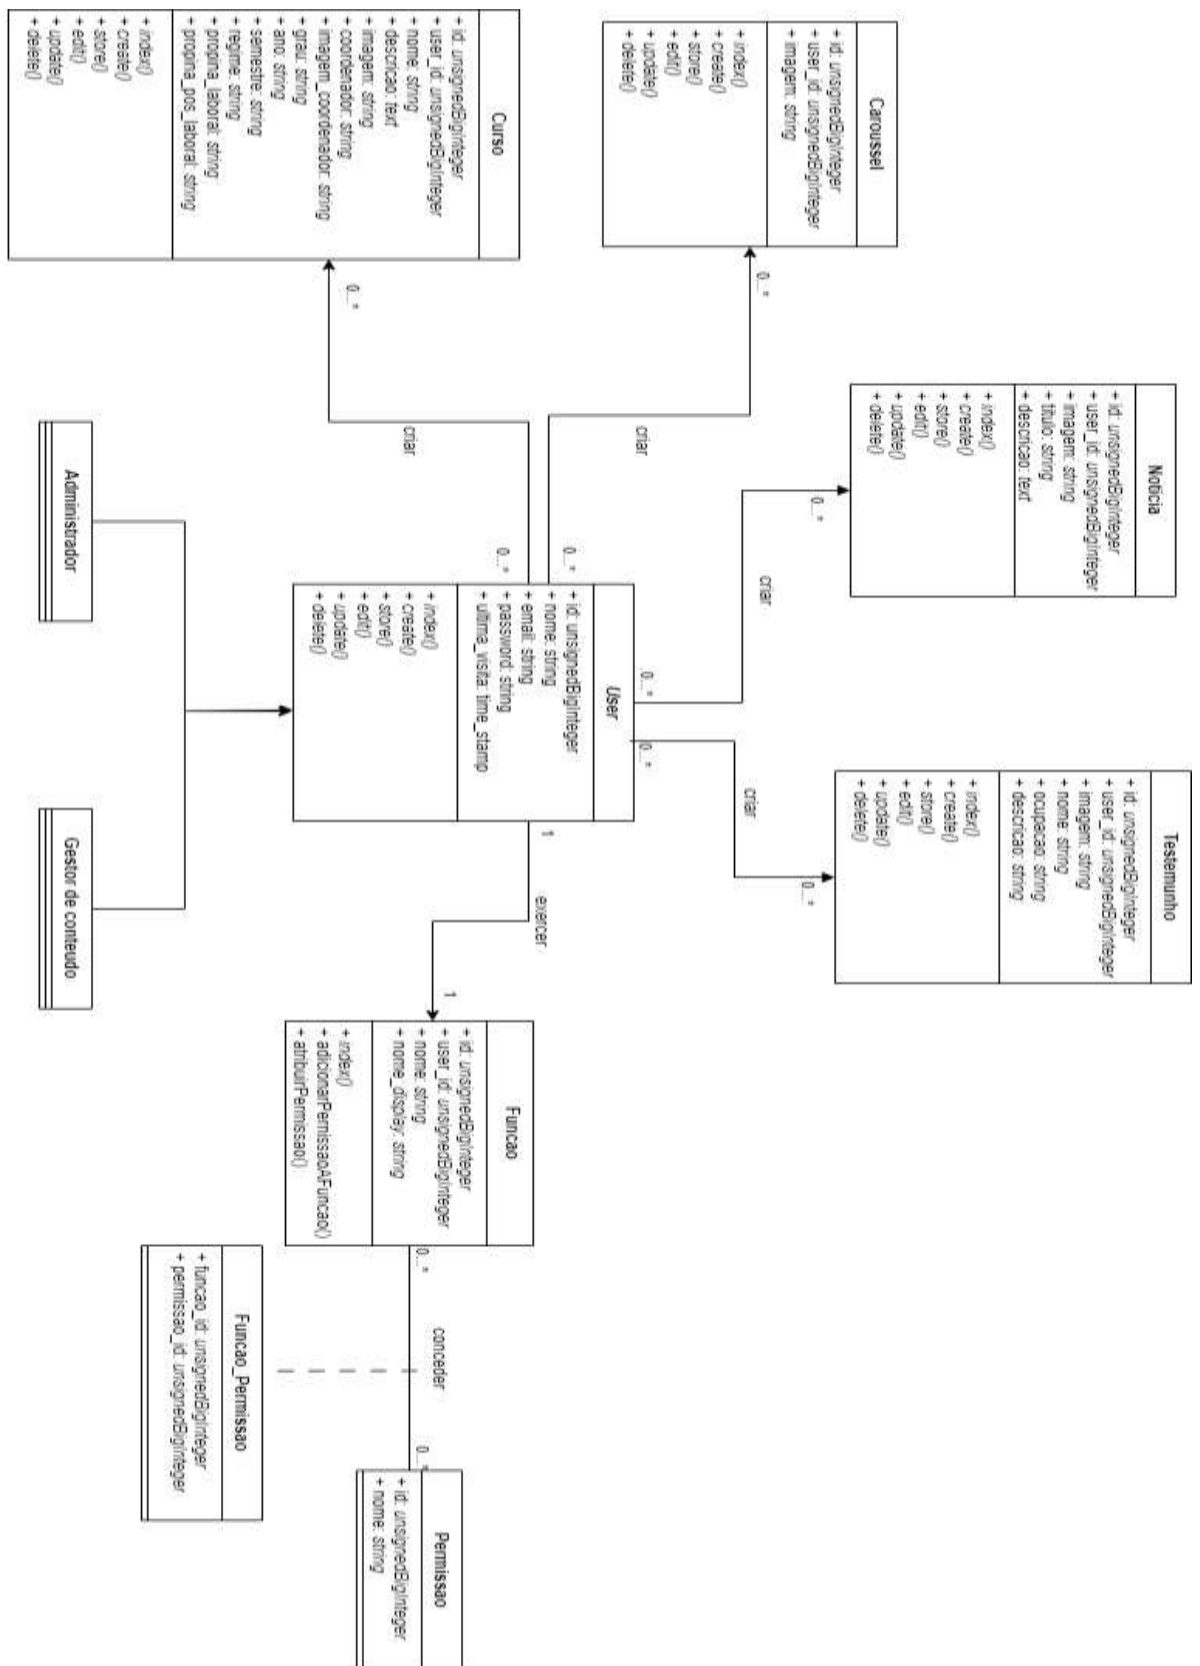 Curso
+ id: unsignedBigInteger
+ user_id: unsignedBigInteger
+ nome: string
+ descricao: text
+ imagem: string
+ coordenador: string
+ imagem_coordenador: string
+ grau: string
+ ano: string
+ semestre: string
+ regime: string
+ propina_laboral: string
+ propina_pos_laboral: string
+ index()
+ create()
+ store()
+ edit()
+ update()
+ delete()
Caroussel
+ id: unsignedBigInteger
+ user_id: unsignedBigInteger
+ imagem: string
+ index()
+ create()
+ store()
+ edit()
+ update()
+ delete()
Noticia
+ id: unsignedBigInteger
+ user_id: unsignedBigInteger
+ imagem: string
+ titulo: string
+ descricao: text
+ index()
+ create()
+ store()
+ edit()
+ update()
+ delete()
Testemunho
+ id: unsignedBigInteger
+ user_id: unsignedBigInteger
+ imagem: string
+ nome: string
+ ocupacao: string
+ descricao: string
+ index()
+ create()
+ store()
+ edit()
+ update()
+ delete()
0...*
0...*
0...*
0...*
criar
criar
criar
criar
0...*
0...*
0...*
0...*
User
+ id: unsignedBigInteger
+ nome: string
+ email: string
+ password: string
+ ultima_visita: time_stamp
+ index()
+ create()
+ store()
+ edit()
+ update()
+ delete()
1
exercer
1
Funcao
+ id: unsignedBigInteger
+ user_id: unsignedBigInteger
+ nome: string
+ nome_display: string
+ index()
+ adicionarPermissaoAFuncao()
+ atribuirPermissao()
0...*
conceder
0...*
Permissao
+ id: unsignedBigInteger
+ nome: string
Funcao_Permissao
+ funcao_id: unsignedBigInteger
+ permissao_id: unsignedBigInteger
Administrador
Gestor de conteudo